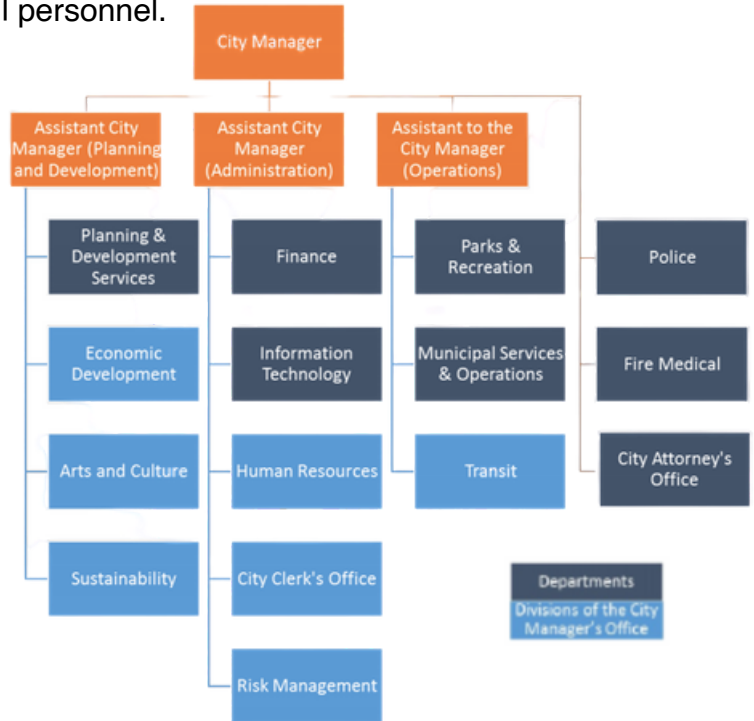 l personnel.
City Manager
Assistant City
Manager (Planning
and Development)
Assistant City
Manager
(Administration)
Assistant to the
City Manager
(Operations)
Planning &
Development
Services
Finance
Parks &
Recreation
Police
Economic
Development
Information
Technology
Municipal Services
& Operations
Fire Medical
Arts and Culture
Human Resources
Transit
City Attorney's
Office
Sustainability
City Clerk's Office
Departments
Divisions of the City
Manager's Office
Risk Management